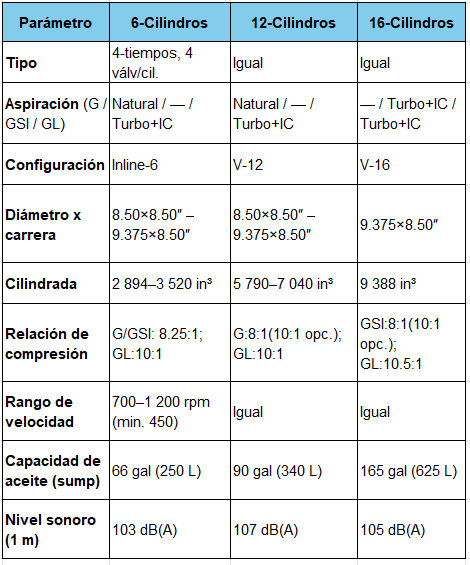 Parámetro 6-Cilindros 12-Cilindros 16-Cilindros
Tipo 4-tiempos, 4 válv/cil. Igual Igual
Aspiración (G / GSI / GL) Natural / — / Turbo+IC Natural / — / Turbo+IC — / Turbo+IC / Turbo+IC
Configuración Inline-6 V-12 V-16
Diámetro x carrera 8.50×8.50″ – 9.375×8.50″ 8.50×8.50″ – 9.375×8.50″ 9.375×8.50″
Cilindrada 2 894–3 520 in³ 5 790–7 040 in³ 9 388 in³
Relación de compresión G/GSI: 8.25:1; GL:10:1 G:8:1(10:1 opc.); GL:10:1 GSI:8:1(10:1 opc.); GL:10.5:1
Rango de velocidad 700–1 200 rpm (min. 450) Igual Igual
Capacidad de aceite (sump) 66 gal (250 L) 90 gal (340 L) 165 gal (625 L)
Nivel sonoro (1 m) 103 dB(A) 107 dB(A) 105 dB(A)